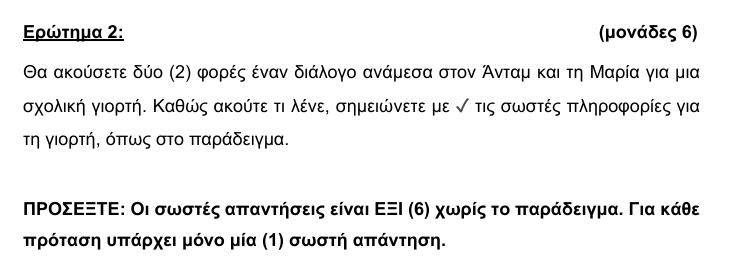 Ερώτημα 2: (μονάδες 6)
Θα ακούσετε δύο (2) φορές έναν διάλογο ανάμεσα στον Άνταμ και τη Μαρία για μια
σχολική γιορτή. Καθώς ακούτε τι λένε, σημειώνετε με ✓ τις σωστές πληροφορίες για
τη γιορτή, όπως στο παράδειγμα.
ΠΡΟΣΕΞΤΕ: Οι σωστές απαντήσεις είναι ΕΞΙ (6) χωρίς το παράδειγμα. Για κάθε
πρόταση υπάρχει μόνο μία (1) σωστή απάντηση.